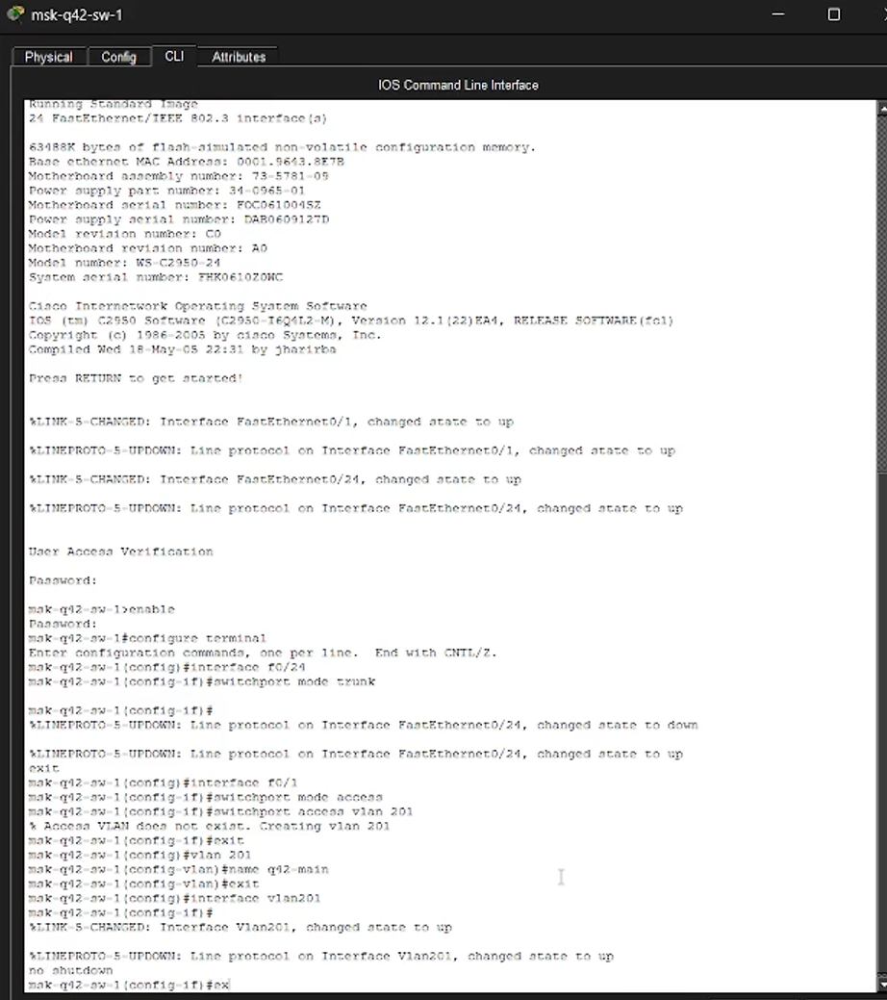 msk-q42-sw-1
Physical Config CLI Attributes
IOS Command Line Interface
Running Standard Image
24 FastEthernet/IEEE 802.3 interface(s)
63488K bytes of flash-simulated non-volatile configuration memory.
Base ethernet MAC Address: 0001.9643.8E7B
Motherboard assembly number: 73-5781-09
Power supply part number: 34-0965-01
Motherboard serial number: FOC061004SZ
Power supply serial number: DAB0609127D
Model revision number: C0
Motherboard revision number: A0
Model number: WS-C2950-24
System serial number: FHK0610Z0WC
Cisco Internetwork Operating System Software
IOS (tm) C2950 Software (C2950-I6Q4L2-M), Version 12.1(22)EA4, RELEASE SOFTWARE(fc1)
Copyright (c) 1986-2005 by cisco Systems, Inc.
Compiled Wed 18-May-05 22:31 by jharirba
Press RETURN to get started!
%LINK-5-CHANGED: Interface FastEthernet0/1, changed state to up
%LINEPROTO-5-UPDOWN: Line protocol on Interface FastEthernet0/1, changed state to up
%LINK-5-CHANGED: Interface FastEthernet0/24, changed state to up
%LINEPROTO-5-UPDOWN: Line protocol on Interface FastEthernet0/24, changed state to up
User Access Verification
Password:
msk-q42-sw-1>enable
Password:
msk-q42-sw-1#configure terminal
Enter configuration commands, one per line.  End with CNTL/Z.
msk-q42-sw-1(config)#interface f0/24
msk-q42-sw-1(config-if)#switchport mode trunk
msk-q42-sw-1(config-if)#
%LINEPROTO-5-UPDOWN: Line protocol on Interface FastEthernet0/24, changed state to down
%LINEPROTO-5-UPDOWN: Line protocol on Interface FastEthernet0/24, changed state to up
exit
msk-q42-sw-1(config)#interface f0/1
msk-q42-sw-1(config-if)#switchport mode access
msk-q42-sw-1(config-if)#switchport access vlan 201
% Access VLAN does not exist. Creating vlan 201
msk-q42-sw-1(config-if)#exit
msk-q42-sw-1(config)#vlan 201
msk-q42-sw-1(config-vlan)#name q42-main
msk-q42-sw-1(config-vlan)#exit
msk-q42-sw-1(config)#interface vlan201
msk-q42-sw-1(config-if)#
%LINK-5-CHANGED: Interface Vlan201, changed state to up
%LINEPROTO-5-UPDOWN: Line protocol on Interface Vlan201, changed state to up
no shutdown
msk-q42-sw-1(config-if)#ex